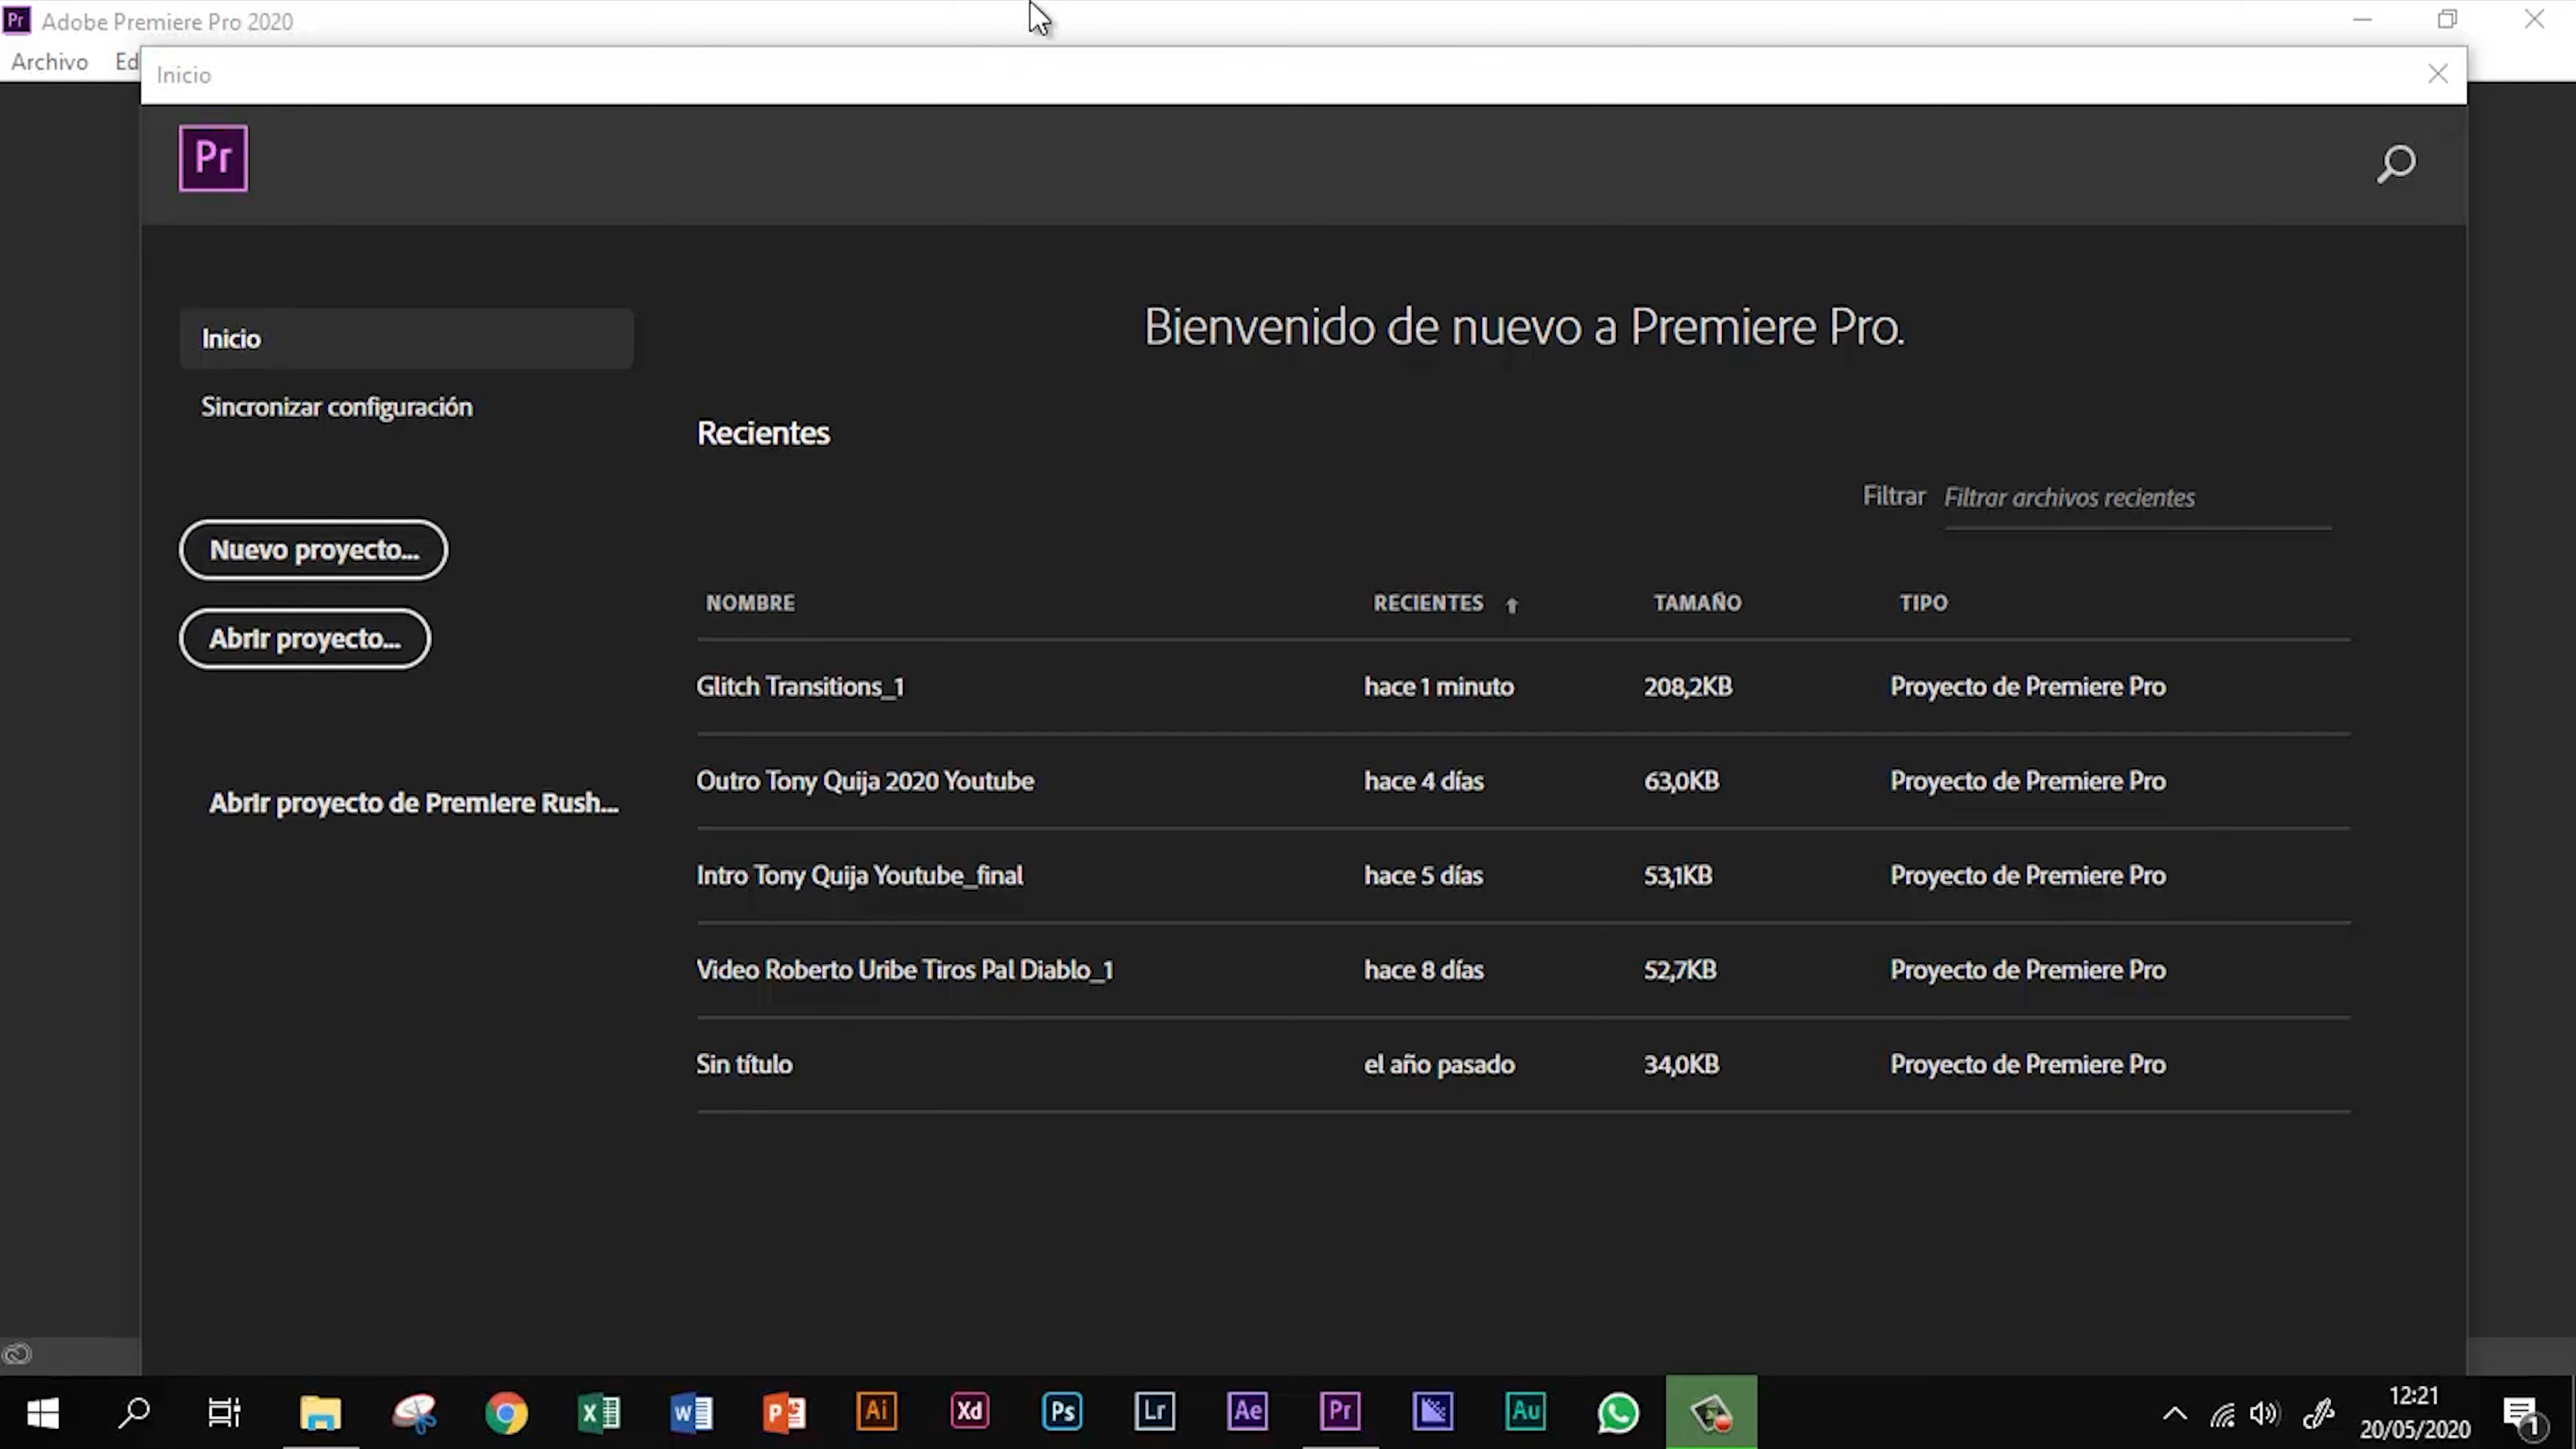 Pr Adobe Premiere Pro 2020
Archivo Ed
Inicio
Pr
Inicio
Sincronizar configuración
Nuevo proyecto...
Abrir proyecto...
Abrir proyecto de Premiere Rush...
Bienvenido de nuevo a Premiere Pro.
Recientes
Filtrar Filtrar archivos recientes
NOMBRE RECIENTES TAMAÑO TIPO
Glitch Transitions_1 hace 1 minuto 208,2KB Proyecto de Premiere Pro
Outro Tony Quija 2020 Youtube hace 4 días 63,0KB Proyecto de Premiere Pro
Intro Tony Quija Youtube_final hace 5 días 53,1KB Proyecto de Premiere Pro
Video Roberto Uribe Tiros Pal Diablo_1 hace 8 días 52,7KB Proyecto de Premiere Pro
Sin título el año pasado 34,0KB Proyecto de Premiere Pro
X W P Ai Xd Ps Lr Ae Pr Au
12:21
20/05/2020
1